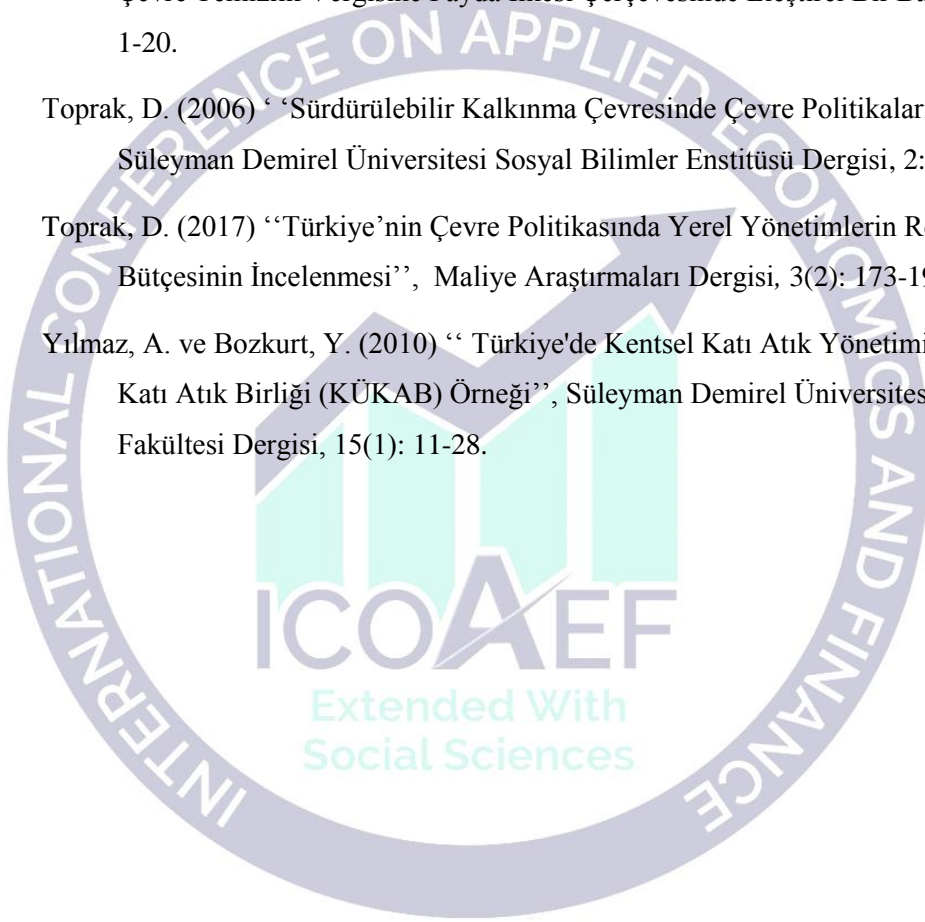 1-20.
Toprak, D. (2006) ‘ ‘Sürdürülebilir Kalkınma Çevresinde Çevre Politikaları
Süleyman Demirel Üniversitesi Sosyal Bilimler Enstitüsü Dergisi, 2:
Toprak, D. (2017) ‘‘Türkiye’nin Çevre Politikasında Yerel Yönetimlerin
Bütçesinin İncelenmesi’’, Maliye Araştırmaları Dergisi, 3(2): 173-19
Yılmaz, A. ve Bozkurt, Y. (2010) ‘‘ Türkiye'de Kentsel Katı Atık Yönetimi
Katı Atık Birliği (KÜKAB) Örneği’’, Süleyman Demirel Üniversites
Fakültesi Dergisi, 15(1): 11-28.
INTERNATIONAL CONFERENCE ON APPLIED ECONOMICS AND FINANCE
ICOAEF
Extended With
Social Sciences